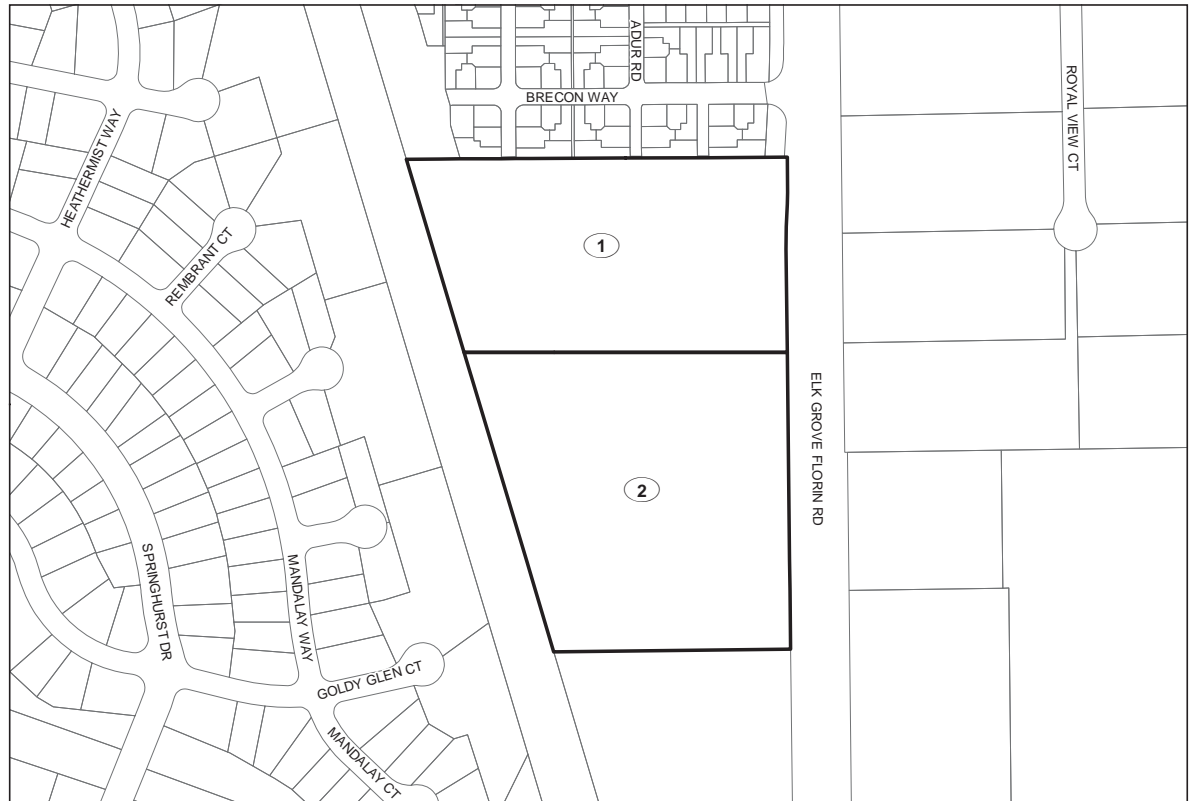 ADUR RD
BRECON WAY
ROYAL VIEW CT
HEATHERMIST WAY
REMBRANT CT
1
ELK GROVE FLORIN RD
2
SPRINGHURST DR
MANDALAY WAY
GOLDY GLEN CT
MANDALAY CT